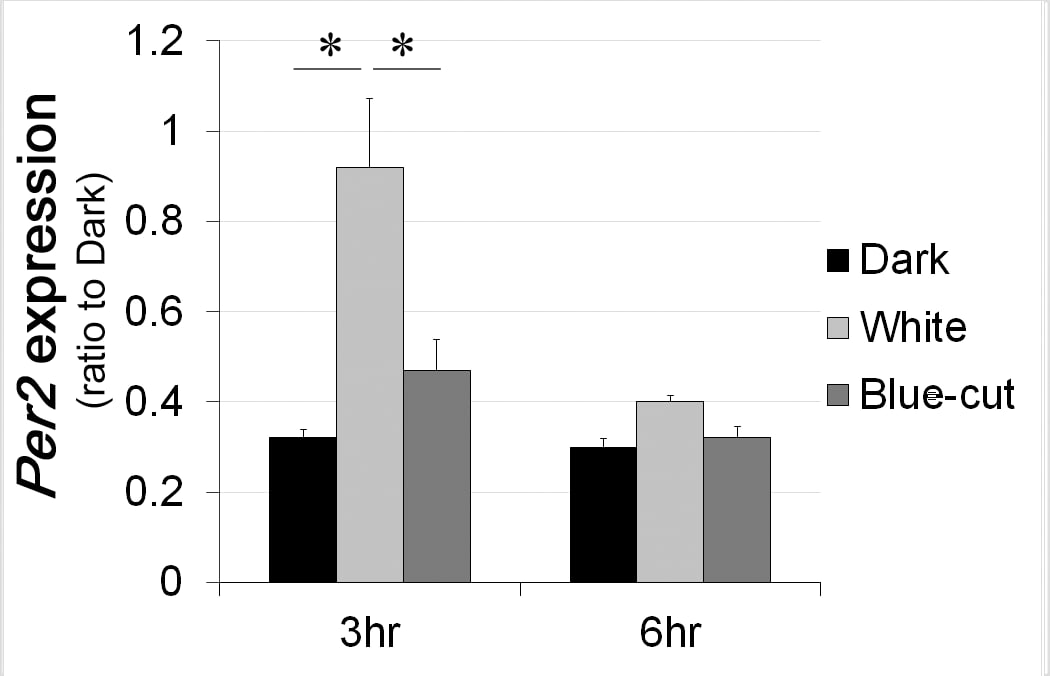 1.2
1
0.8
0.6
0.4
0.2
0
Per2 expression
(ratio to Dark)
* *
3hr
6hr
Dark
White
Blue-cut